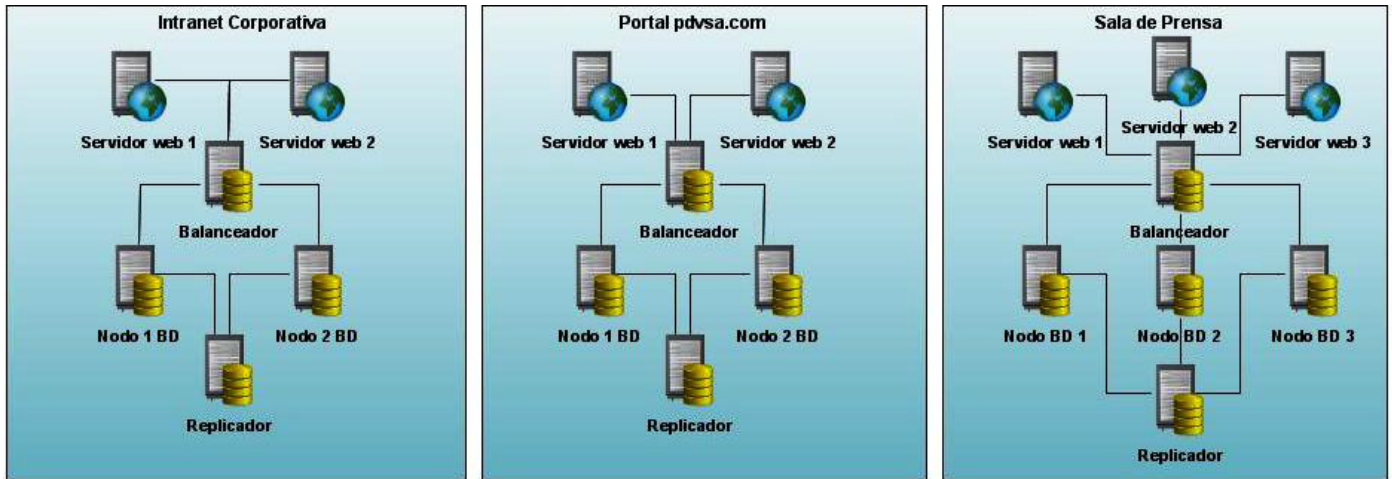 Intranet Corporativa
Servidor web 1
Servidor web 2
Balanceador
Nodo 1 BD
Nodo 2 BD
Replicador
Portal pdvsa.com
Servidor web 1
Servidor web 2
Balanceador
Nodo 1 BD
Nodo 2 BD
Replicador
Sala de Prensa
Servidor web 1
Servidor web 2
Servidor web 3
Balanceador
Nodo BD 1
Nodo BD 2
Nodo BD 3
Replicador